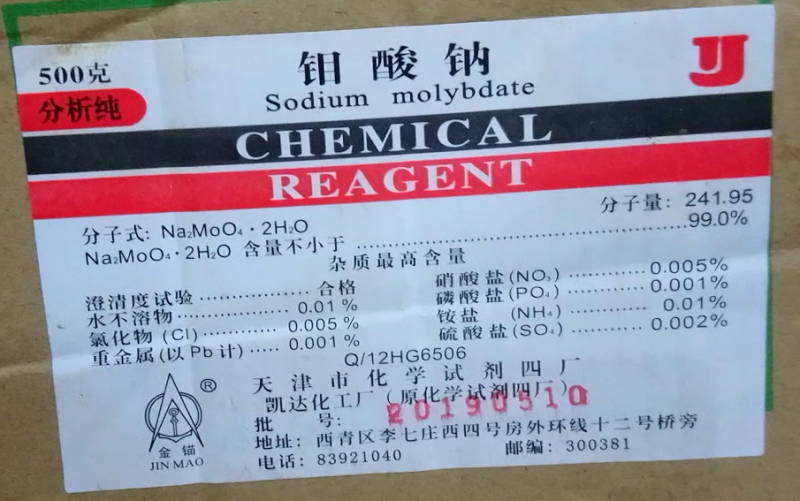 500克
分析纯
钼酸钠
Sodium molybdate
CHEMICAL
REAGENT
分子式: Na₂MoO₄·2H₂O
分子量: 241.95
Na₂MoO₄·2H₂O 含量不小于 ........................ 99.0%
杂质最高含量
澄清度试验 ............... 合格
水不溶物 ............... 0.01%
氯化物 (Cl) ............ 0.005%
重金属(以Pb计) ..... 0.001%
硝酸盐(NO₃) ............ 0.005%
磷酸盐(PO₄) ............ 0.001%
铵盐 (NH₄) ............ 0.01%
硫酸盐(SO₄) ............ 0.002%
Q/12HG6506
天津市化学试剂四厂
凯达化工厂(原化学试剂四厂)
批 号: 20190510
地址: 西青区李七庄西四号房外环线十二号桥旁
电话: 83921040 邮编: 300381
®
金锚
JIN MAO